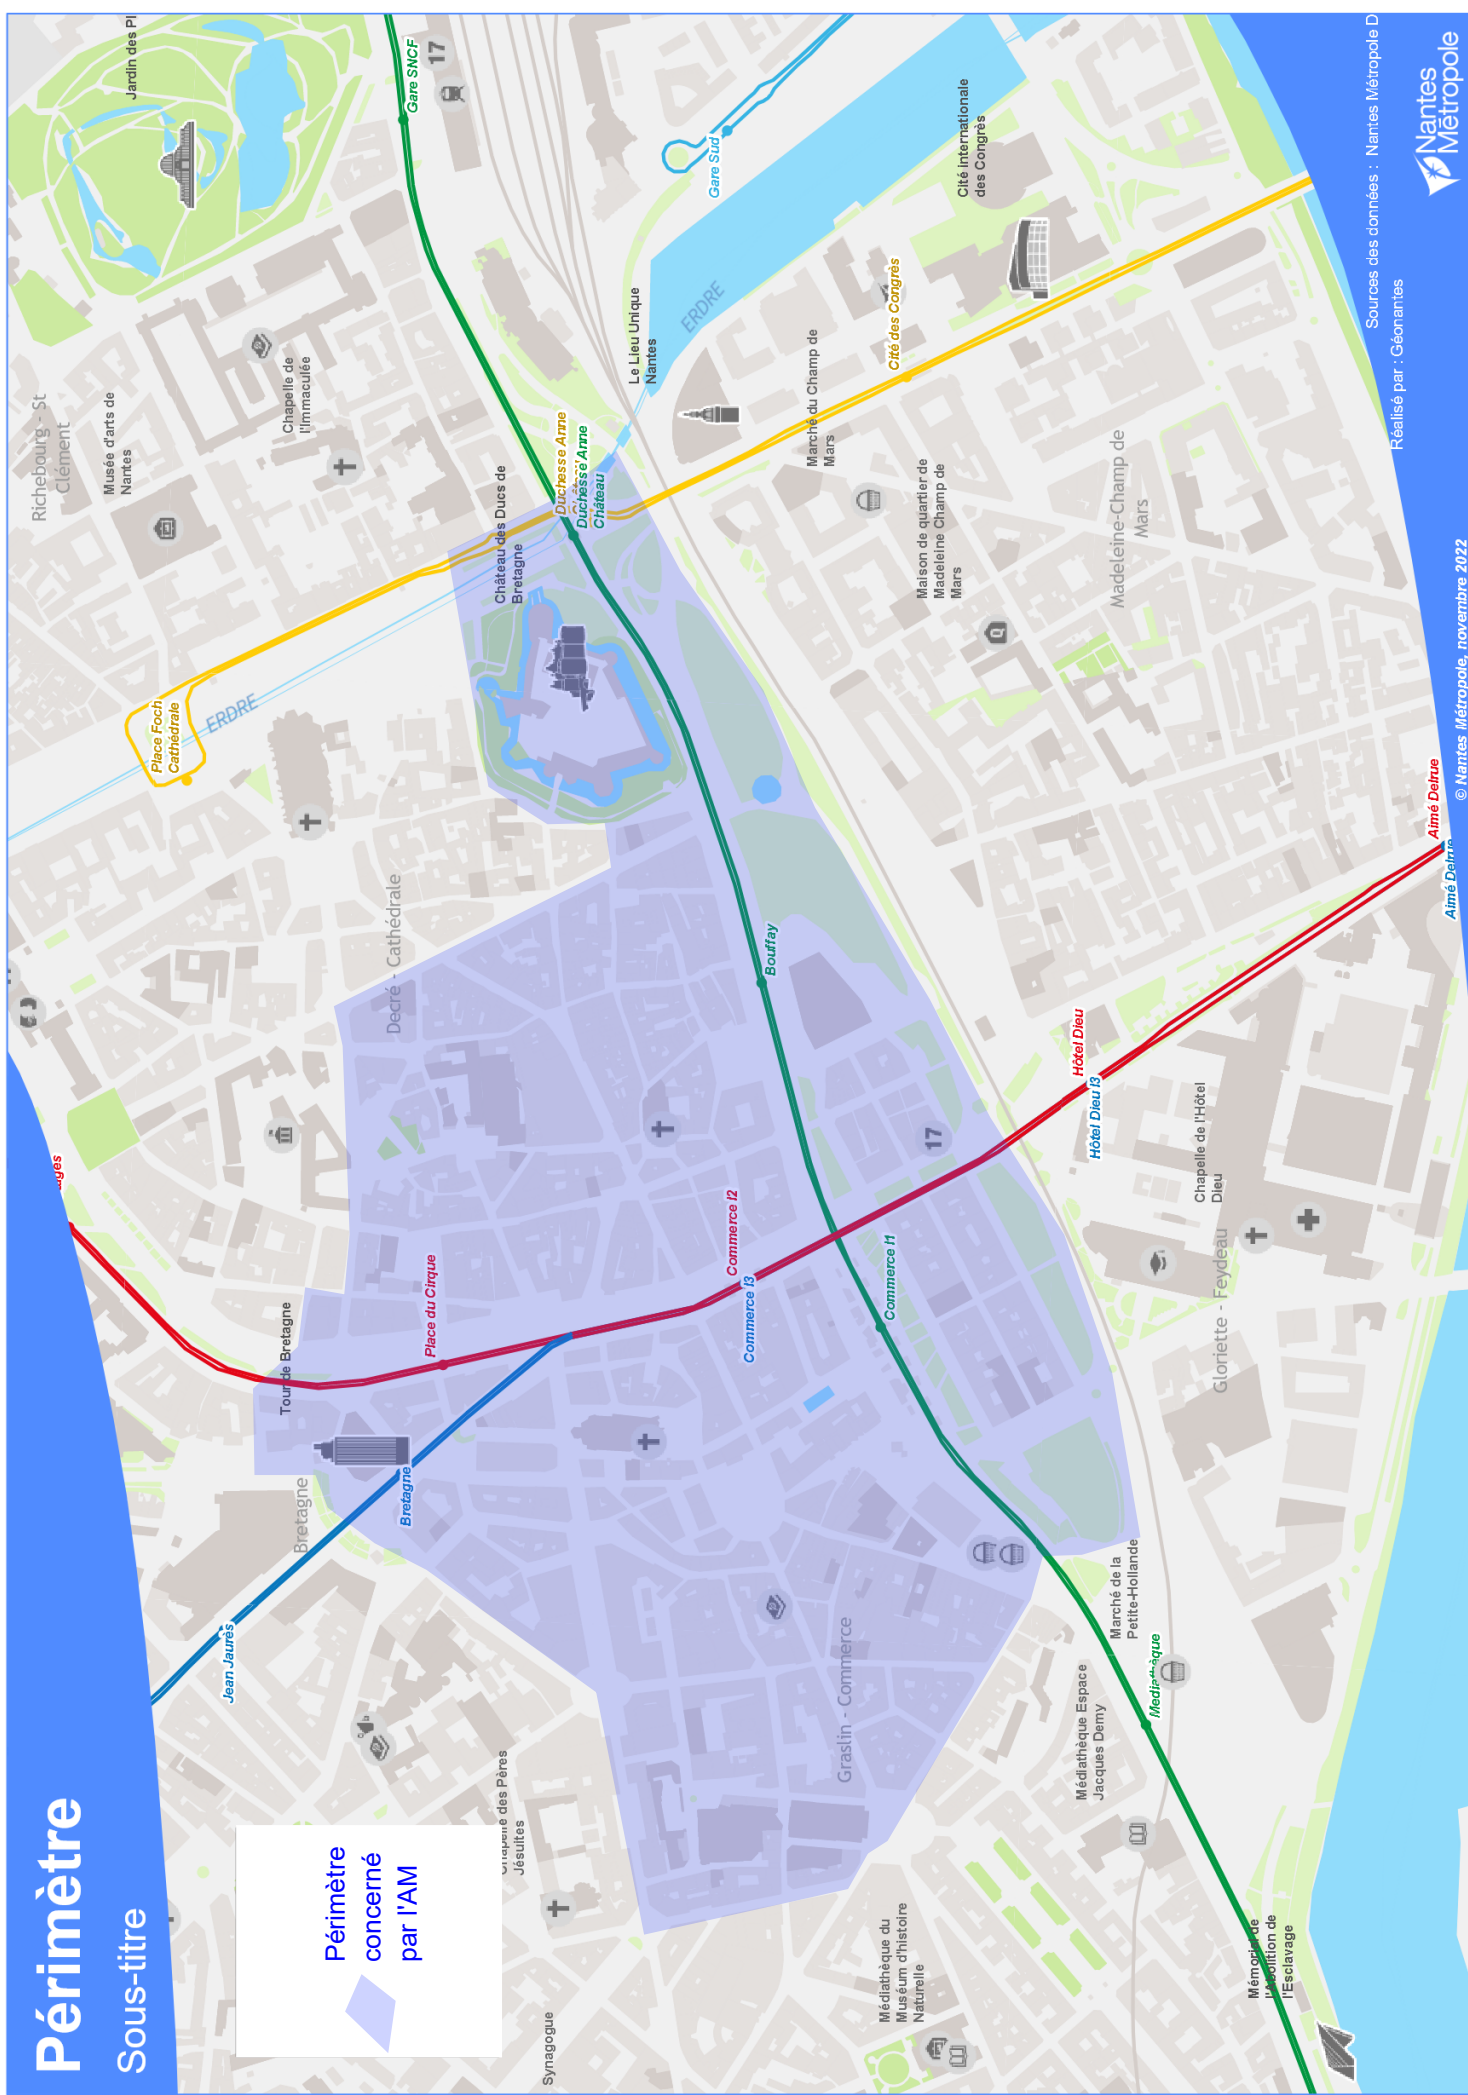 Périmètre
Sous-titre
Périmètre
concerné
par l'AM
Jean Jaurès
Bretagne
Bretagne
Tour de Bretagne
Place du Cirque
Place Foch
Cathédrale
ERDRE
Decré - Cathédrale
Richebourg - St
Clément
Musée d'arts de
Nantes
Chapelle de
l'Immaculée
Jardin des Pl
Gare SNCF
17
Château des Ducs de
Bretagne
Duchesse Anne
Duchesse Anne
Château
Le Lieu Unique
Nantes
ERDRE
Gare Sud
Cité internationale
des Congrès
Cité des Congrès
Marché du Champ de
Mars
Maison de quartier de
Madeleine Champ de
Mars
Madeleine-Champ de
Mars
Bouffay
Commerce l2
Commerce l3
Commerce l1
17
Hôtel Dieu
Hôtel Dieu l3
Chapelle de l'Hôtel
Dieu
Gloriette - Feydeau
Aimé Delrue
Aimé Delrue
Graslin - Commerce
Marché de la
Petite-Hollande
Médiathèque Espace
Jacques Demy
des Pères
Jésuites
Synagogue
Médiathèque du
Muséum d'histoire
Naturelle
Mémorial de
l'Abolition de
l'Esclavage
Sources des données : Nantes Métropole D
Réalisé par : Géonantes
© Nantes Métropole, novembre 2022
Nantes
Métropole